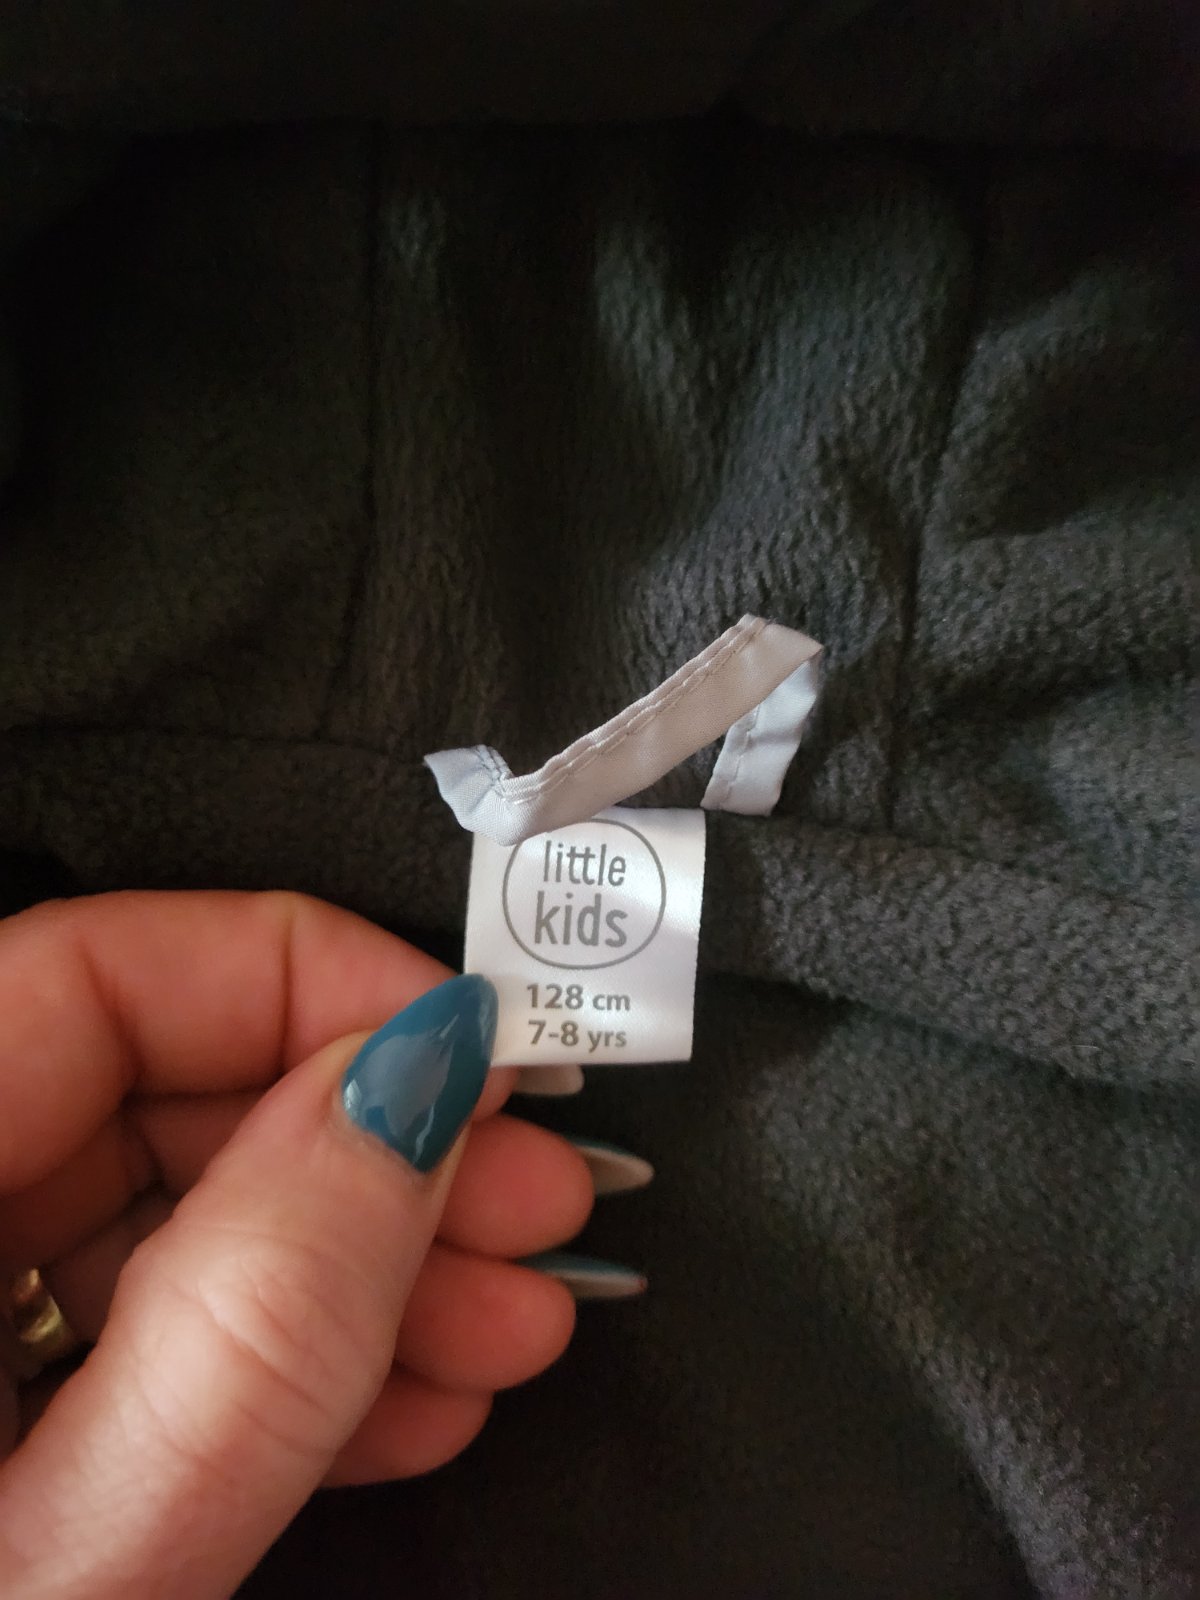 little
kids
128 cm
7-8 yrs